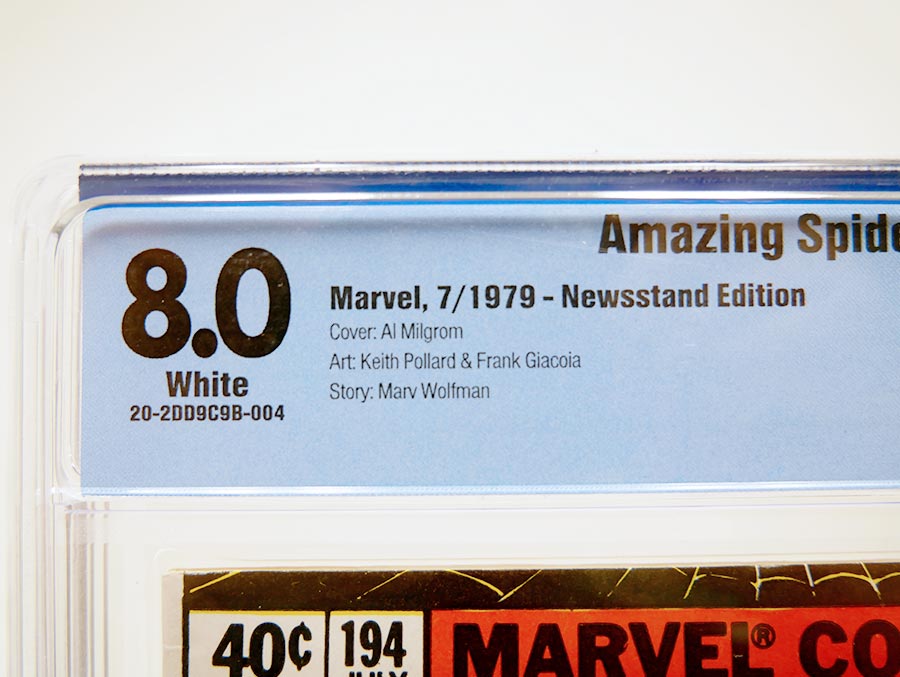 Amazing Spide
8.0
White
20-2DD9C9B-004
Marvel, 7/1979 - Newsstand Edition
Cover: Al Milgrom
Art: Keith Pollard & Frank Giacoia
Story: Marv Wolfman
40¢
194
JULY
MARVEL® CO